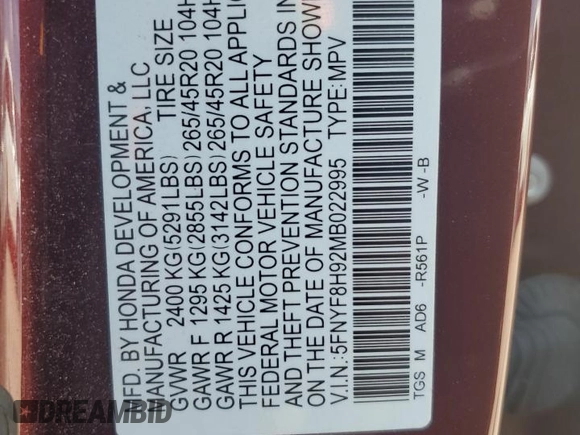 MFD. BY HONDA DEVELOPMENT &
MANUFACTURING OF AMERICA, LLC
GVWR 2400 KG(5291LBS) TIRE SIZE
GAWR F 1295 KG(2855LBS)265/45R20 104H
GAWR R 1425 KG(3142LBS)265/45R20 104H
THIS VEHICLE CONFORMS TO ALL APPLIC
FEDERAL MOTOR VEHICLE SAFETY
AND THEFT PREVENTION STANDARDS IN
ON THE DATE OF MANUFACTURE SHOWN
V.I.N.:5FNYF8H92MB022995 TYPE:MPV
TGS M AD6 -R561P -W -B
DREAMBID